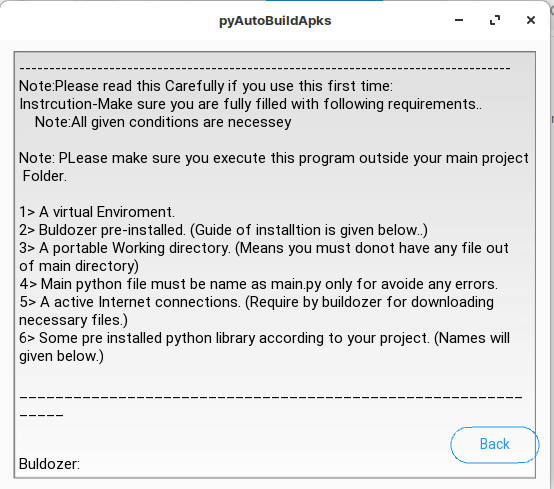 pyAutoBuildApks
--------------------------------------------------------------------------------
Note:Please read this Carefully if you use this first time:
Instrcution-Make sure you are fully filled with following requirements..
Note:All given conditions are necessey
Note: PLease make sure you execute this program outside your main project
Folder.
1> A virtual Enviroment.
2> Buldozer pre-installed. (Guide of installtion is given below..)
3> A portable Working directory. (Means you must donot have any file out
of main directory)
4> Main python file must be name as main.py only for avoide any errors.
5> A active Internet connections. (Require by buildozer for downloading
necessary files.)
6> Some pre installed python library according to your project. (Names will
given below.)
_________________________________________________________
_____
Back
Buldozer: